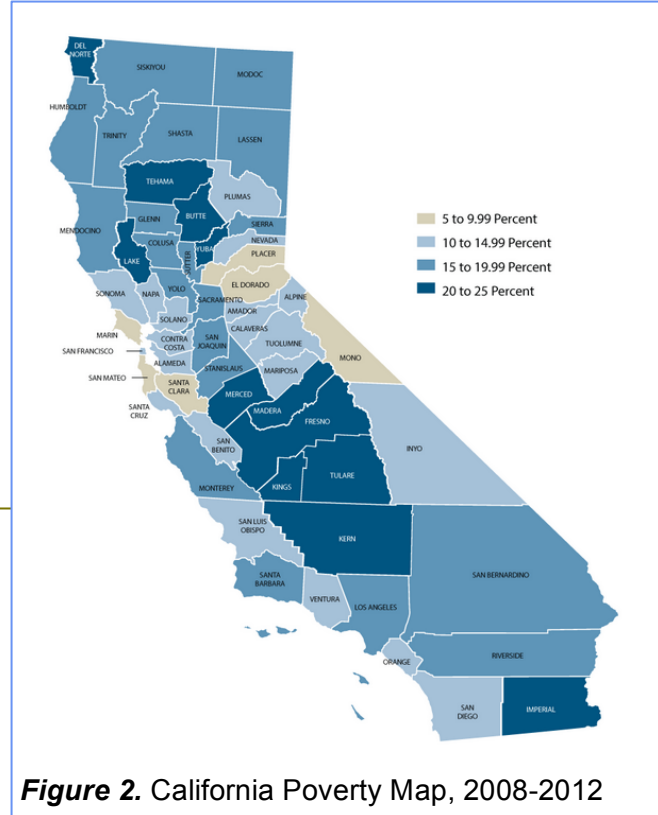 DEL
NORTE
SISKIYOU
MODOC
HUMBOLDT
TRINITY
SHASTA
LASSEN
TEHAMA
PLUMAS
MENDOCINO
GLENN
BUTTE
SIERRA
LAKE
COLUSA
SUTTER
YUBA
NEVADA
PLACER
EL DORADO
SONOMA
NAPA
YOLO
SACRAMENTO
AMADOR
ALPINE
SOLANO
CALAVERAS
MARIN
CONTRA
COSTA
SAN
JOAQUIN
TUOLUMNE
MONO
SAN FRANCISCO
ALAMEDA
STANISLAUS
MARIPOSA
SAN MATEO
SANTA
CLARA
MERCED
MADERA
SANTA
CRUZ
FRESNO
SAN
BENITO
INYO
MONTEREY
KINGS
TULARE
SAN LUIS
OBISPO
KERN
SAN BERNARDINO
SANTA
BARBARA
VENTURA
LOS ANGELES
ORANGE
RIVERSIDE
SAN
DIEGO
IMPERIAL
5 to 9.99 Percent
10 to 14.99 Percent
15 to 19.99 Percent
20 to 25 Percent
Figure 2. California Poverty Map, 2008-2012